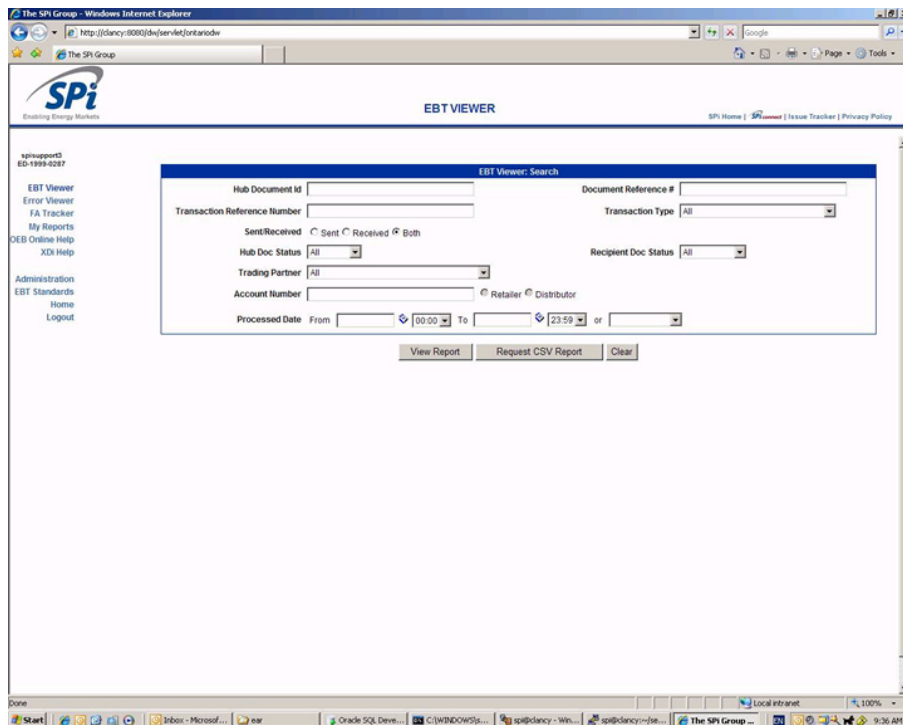 The SPi Group - Windows Internet Explorer
http://clancy:8080/dw/servlet/ontariodw
Google
The SPi Group
Page
Tools
SPi
Enabling Energy Markets
EBT VIEWER
SPi Home | SPiconnect | Issue Tracker | Privacy Policy
spisupport3
ED-1999-0287
EBT Viewer
Error Viewer
FA Tracker
My Reports
OEB Online Help
XDi Help
Administration
EBT Standards
Home
Logout
EBT Viewer: Search
Hub Document Id
Document Reference #
Transaction Reference Number
Transaction Type All
Sent/Received Sent Received Both
Hub Doc Status All
Recipient Doc Status All
Trading Partner All
Account Number Retailer Distributor
Processed Date From 00:00 To 23:59 or
View Report Request CSV Report Clear
Done
Local intranet
100%
Start
Inbox - Microsof...
ear
Oracle SQL Deve...
C:\WINDOWS\s...
spi@clancy - Win...
spi@clancy:~/se...
The SPi Group ...
EN
9:36 AM